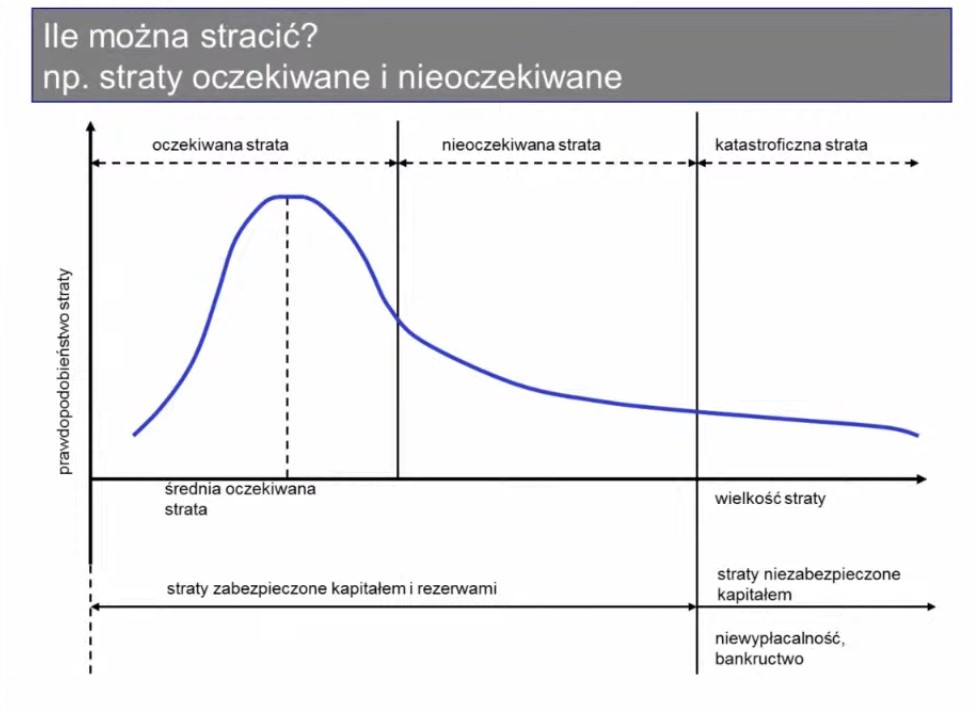 Ile można stracić?
np. straty oczekiwane i nieoczekiwane
oczekiwana strata
nieoczekiwana strata
katastroficzna strata
prawdopodobieństwo straty
średnia oczekiwana
strata
wielkość straty
straty zabezpieczone kapitałem i rezerwami
straty niezabezpieczone
kapitałem
niewypłacalność,
bankructwo